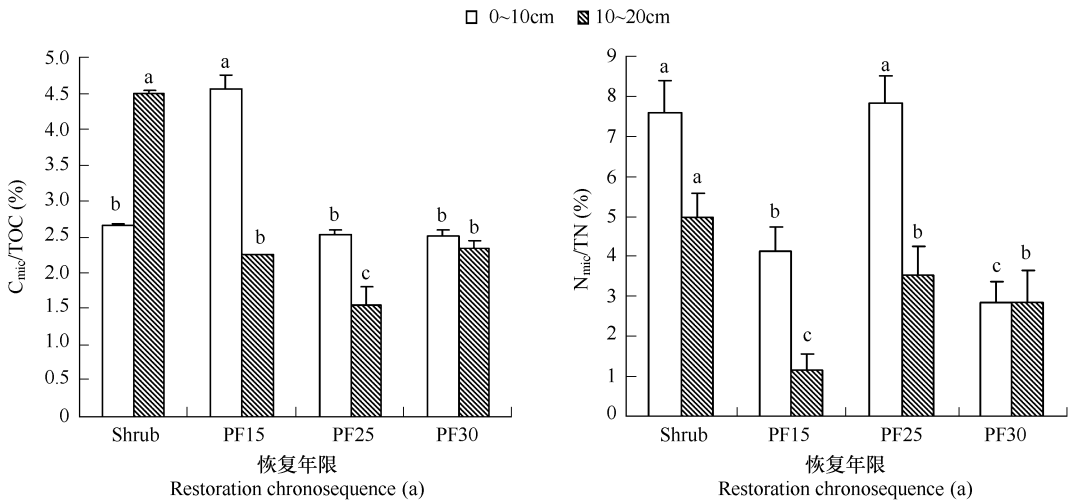 0~10cm 10~20cm
C_mic/TOC (%)
5.0
4.5
4.0
3.5
3.0
2.5
2.0
1.5
1.0
0.5
0
b a a b b c b b
Shrub PF15 PF25 PF30
恢复年限
Restoration chronosequence (a)
N_mic/TN (%)
9
8
7
6
5
4
3
2
1
0
a a b c a b c b
Shrub PF15 PF25 PF30
恢复年限
Restoration chronosequence (a)